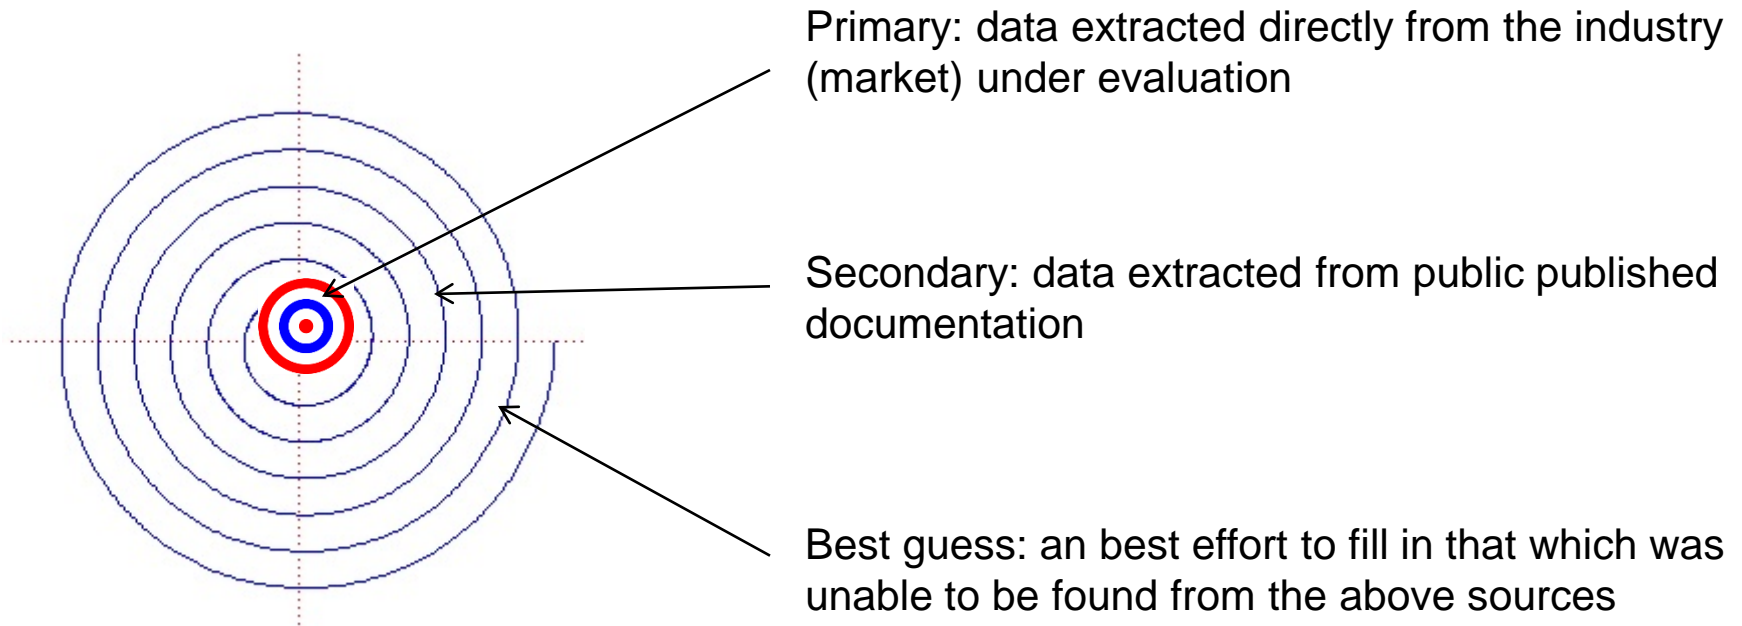 Primary: data extracted directly from the industry
(market) under evaluation
Secondary: data extracted from public published
documentation
Best guess: an best effort to fill in that which was
unable to be found from the above sources